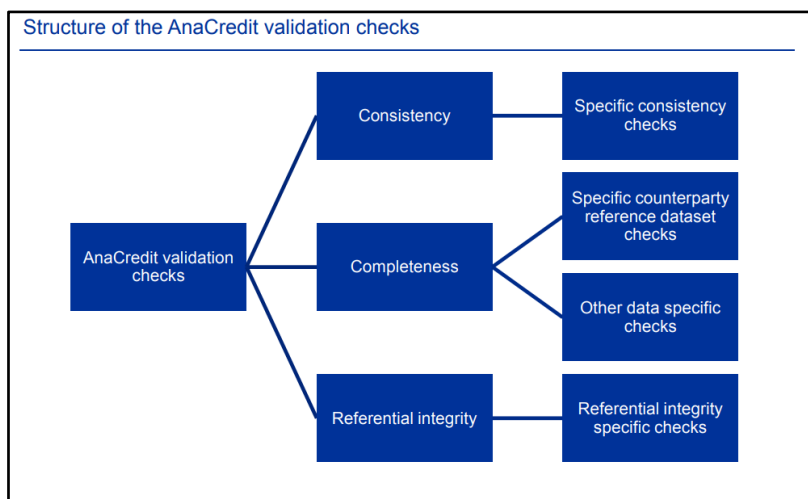 Structure of the AnaCredit validation checks
Consistency
Specific consistency
checks
Specific counterparty
reference dataset
checks
AnaCredit validation
checks
Completeness
Other data specific
checks
Referential integrity
Referential integrity
specific checks